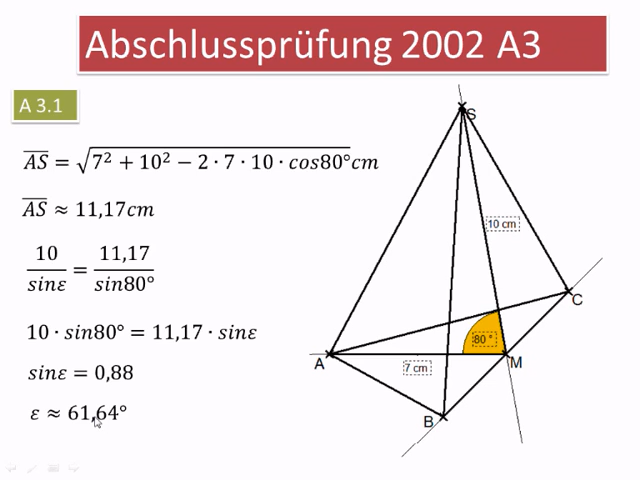 Abschlussprüfung 2002 A3
A 3.1
AS = √7² + 10² − 2 · 7 · 10 · cos80°cm
AS ≈ 11,17cm
10/sinε = 11,17/sin80°
10 · sin80° = 11,17 · sinε
sinε = 0,88
ε ≈ 61,64°
S
10 cm
C
80 °
A
7 cm
M
B